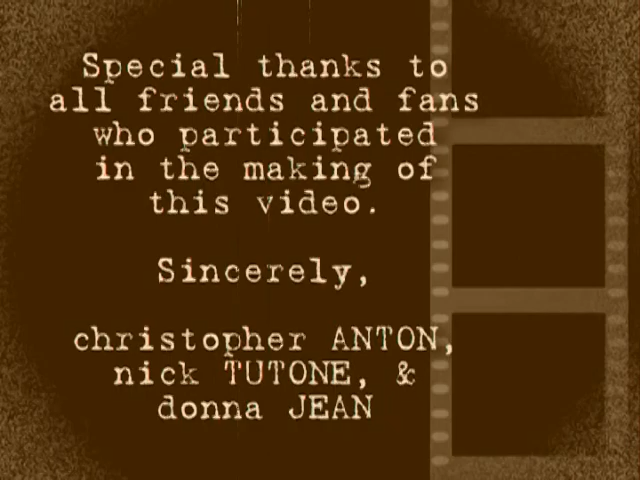 Special thanks to
all friends and fans
who participated
in the making of
this video.
Sincerely,
christopher ANTON,
nick TUTONE, &
donna JEAN